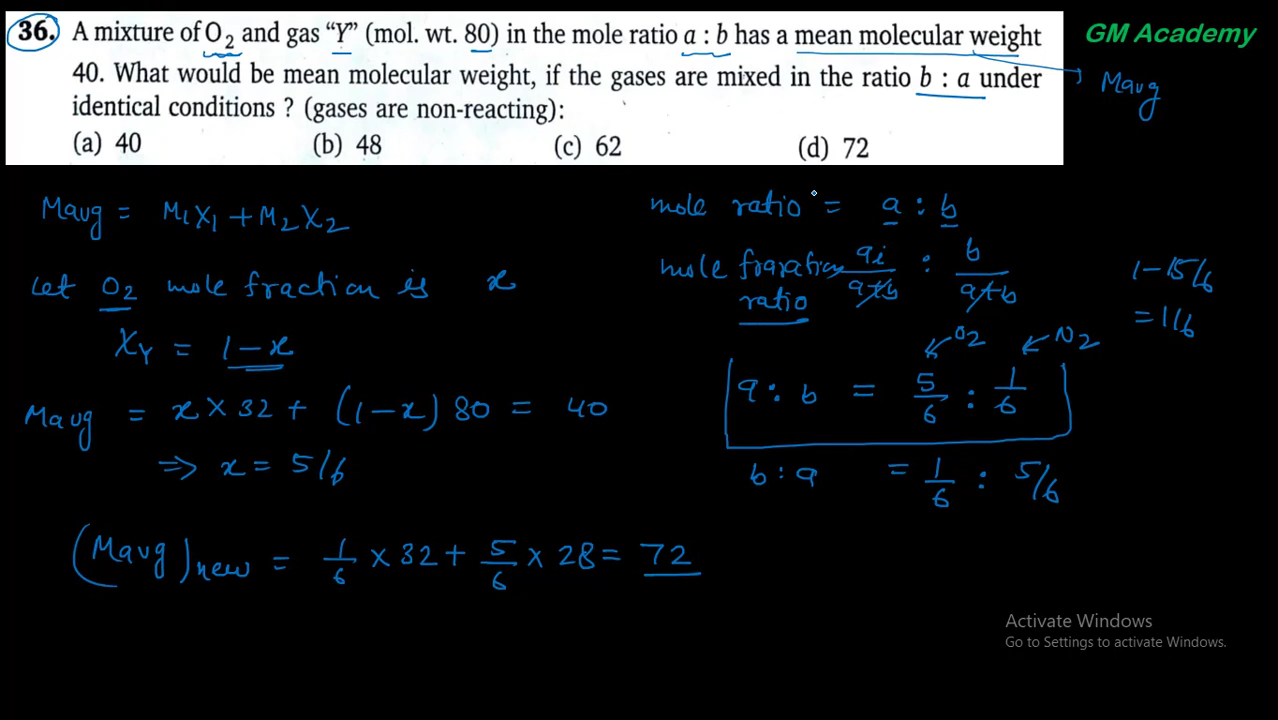 36. A mixture of O2 and gas “Y” (mol. wt. 80) in the mole ratio a : b has a mean molecular weight
GM Academy
40. What would be mean molecular weight, if the gases are mixed in the ratio b : a under
Mavg
identical conditions ? (gases are non-reacting):
(a) 40 (b) 48 (c) 62 (d) 72
Mavg = M1X1 + M2X2
Let O2 mole fraction is x
XY = 1-x
Mavg = x × 32 + (1-x) 80 = 40
⇒ x = 5/6
mole ratio = a : b
mole fraration ai/a+b : b/a+b
ratio
1-15/6
= 1/6
O2 N2
a : b = 5/6 : 1/6
b : a = 1/6 : 5/6
(Mavg)new = 1/6 × 32 + 5/6 × 28 = 72
Activate Windows
Go to Settings to activate Windows.